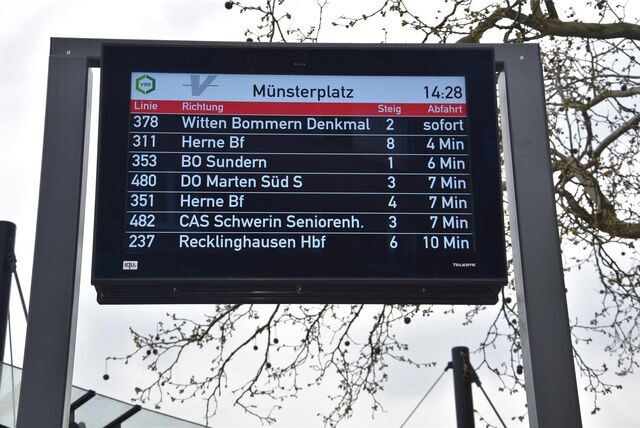 VRR V Münsterplatz 14:28
Linie Richtung Steig Abfahrt
378 Witten Bommern Denkmal 2 sofort
311 Herne Bf 8 4 Min
353 BO Sundern 1 6 Min
480 DO Marten Süd S 3 7 Min
351 Herne Bf 4 7 Min
482 CAS Schwerin Seniorenh. 3 7 Min
237 Recklinghausen Hbf 6 10 Min
iqu. TELESTE